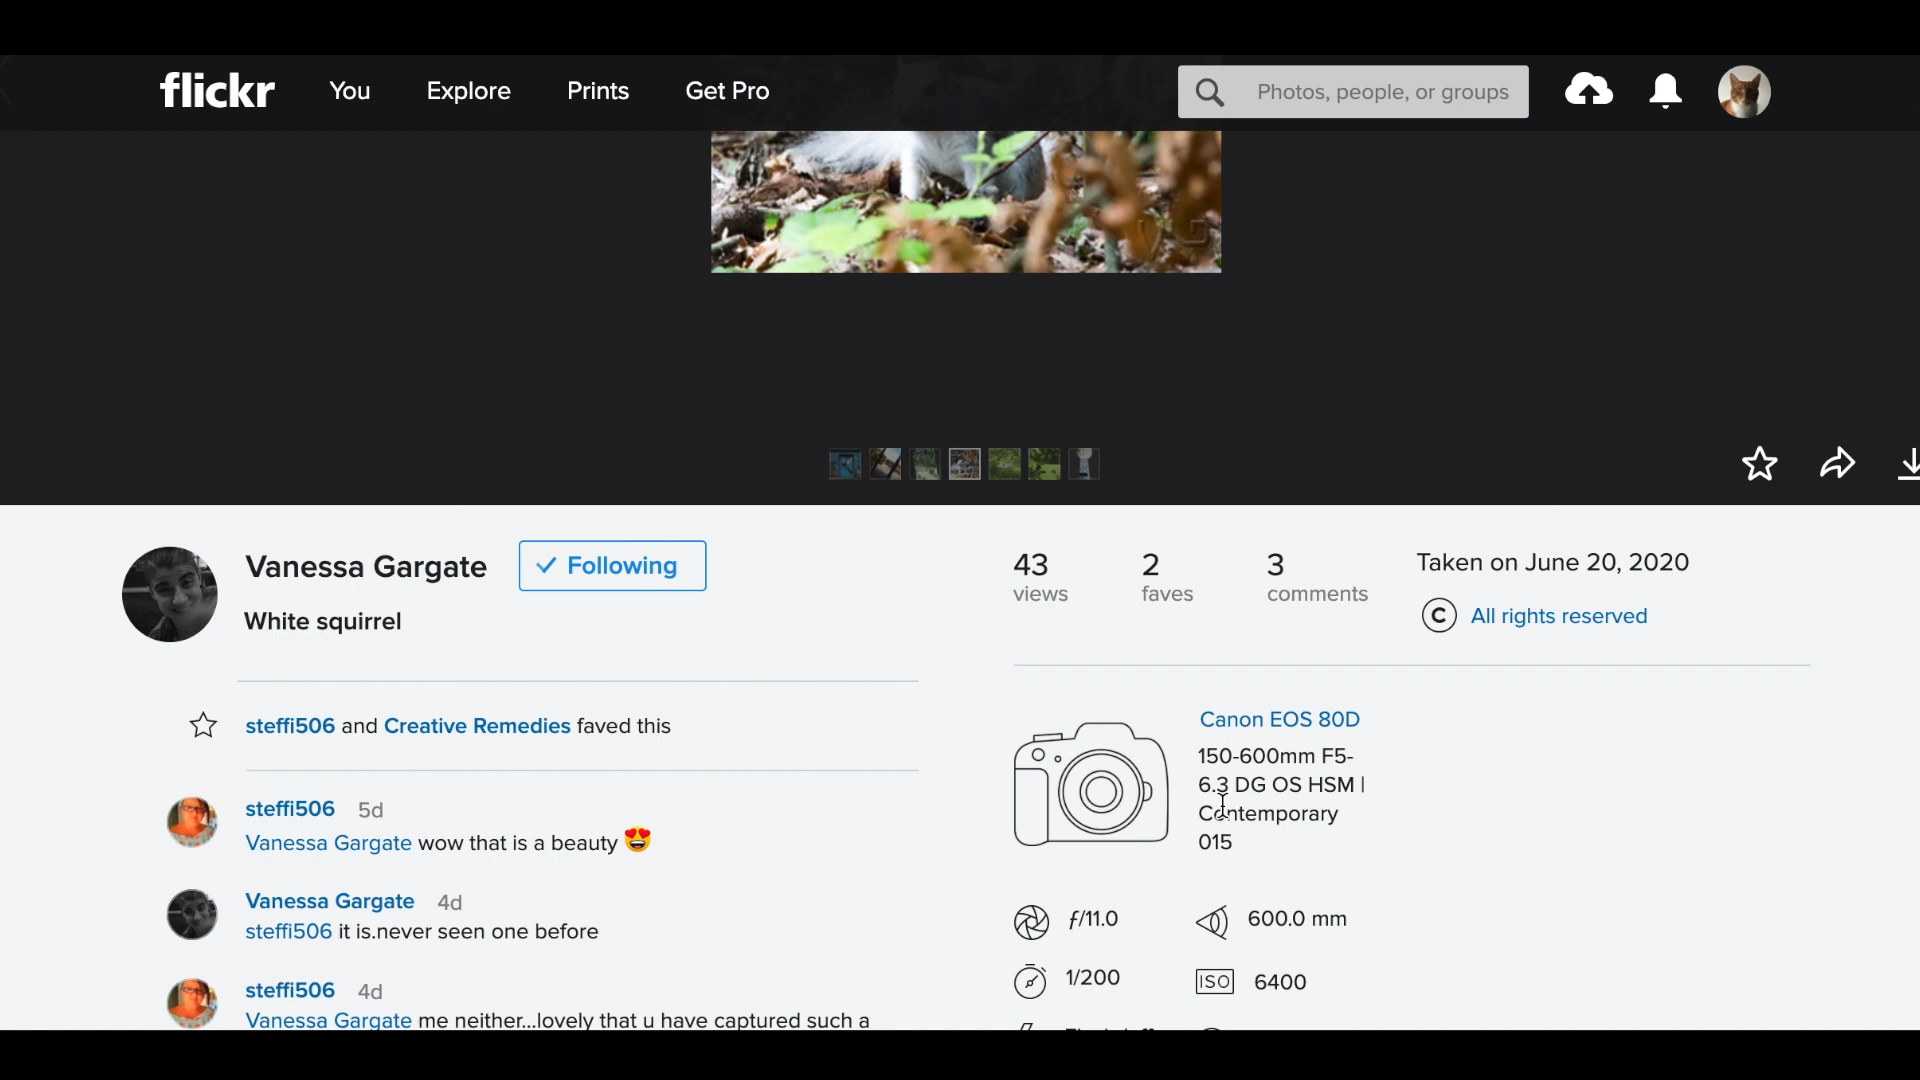 flickr You Explore Prints Get Pro Photos, people, or groups
VG
Vanessa Gargate Following
White squirrel
43 views 2 faves 3 comments
Taken on June 20, 2020
C All rights reserved
steffi506 and Creative Remedies faved this
steffi506 5d
Vanessa Gargate wow that is a beauty 😍
Vanessa Gargate 4d
steffi506 it is.never seen one before
steffi506 4d
Vanessa Gargate me neither...lovely that u have captured such a
Canon EOS 80D
150-600mm F5-
6.3 DG OS HSM |
Contemporary
015
ƒ/11.0 600.0 mm
1/200 ISO 6400